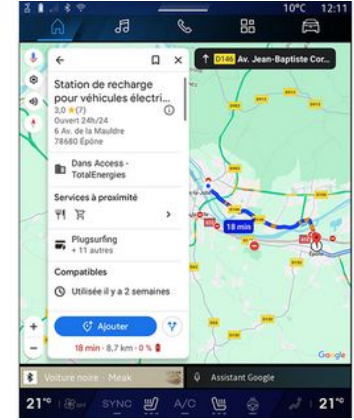 10°C 12:11
Station de recharge
pour véhicules électri...
3,0 ★(7)
Ouvert 24h/24
6 Av. de la Mauldre
78680 Épône
Dans Access -
TotalEnergies
Services à proximité
Plugsurfing
+ 11 autres
Compatibles
Utilisée il y a 2 semaines
Ajouter
18 min · 8,7 km · 0 %
↑ D146 Av. Jean-Baptiste Cor...
18 min
Épône
Google
Voiture noire · Meak
Assistant Google
21°C
SYNC
A/C
21°C